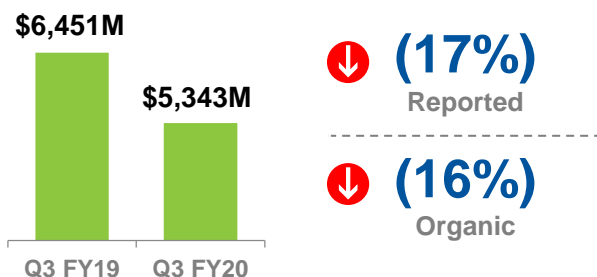 $6,451M
$5,343M
Q3 FY19
Q3 FY20
(17%)
Reported
(16%)
Organic